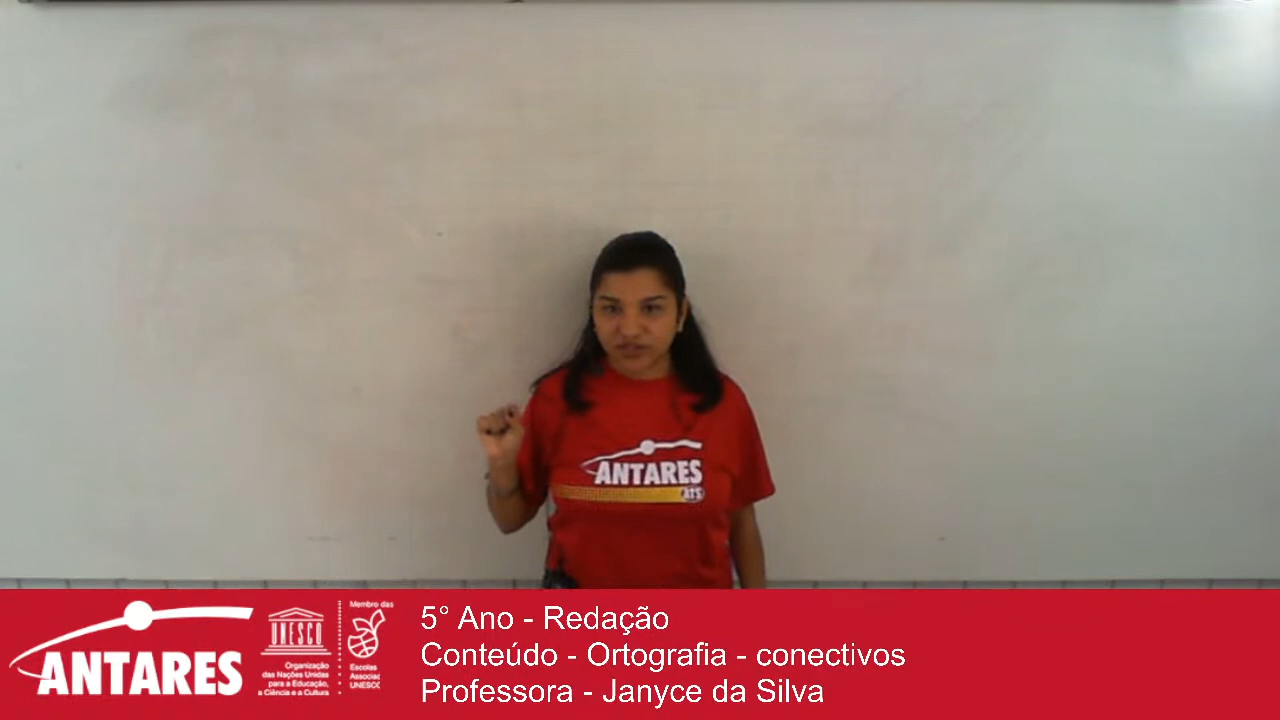 ANTARES
ATS
ANTARES
UNESCO
Organização
das Nações Unidas
para a Educação,
a Ciência e a Cultura
Membro das
Escolas
Associad
UNESCO
5° Ano - Redação
Conteúdo - Ortografia - conectivos
Professora - Janyce da Silva